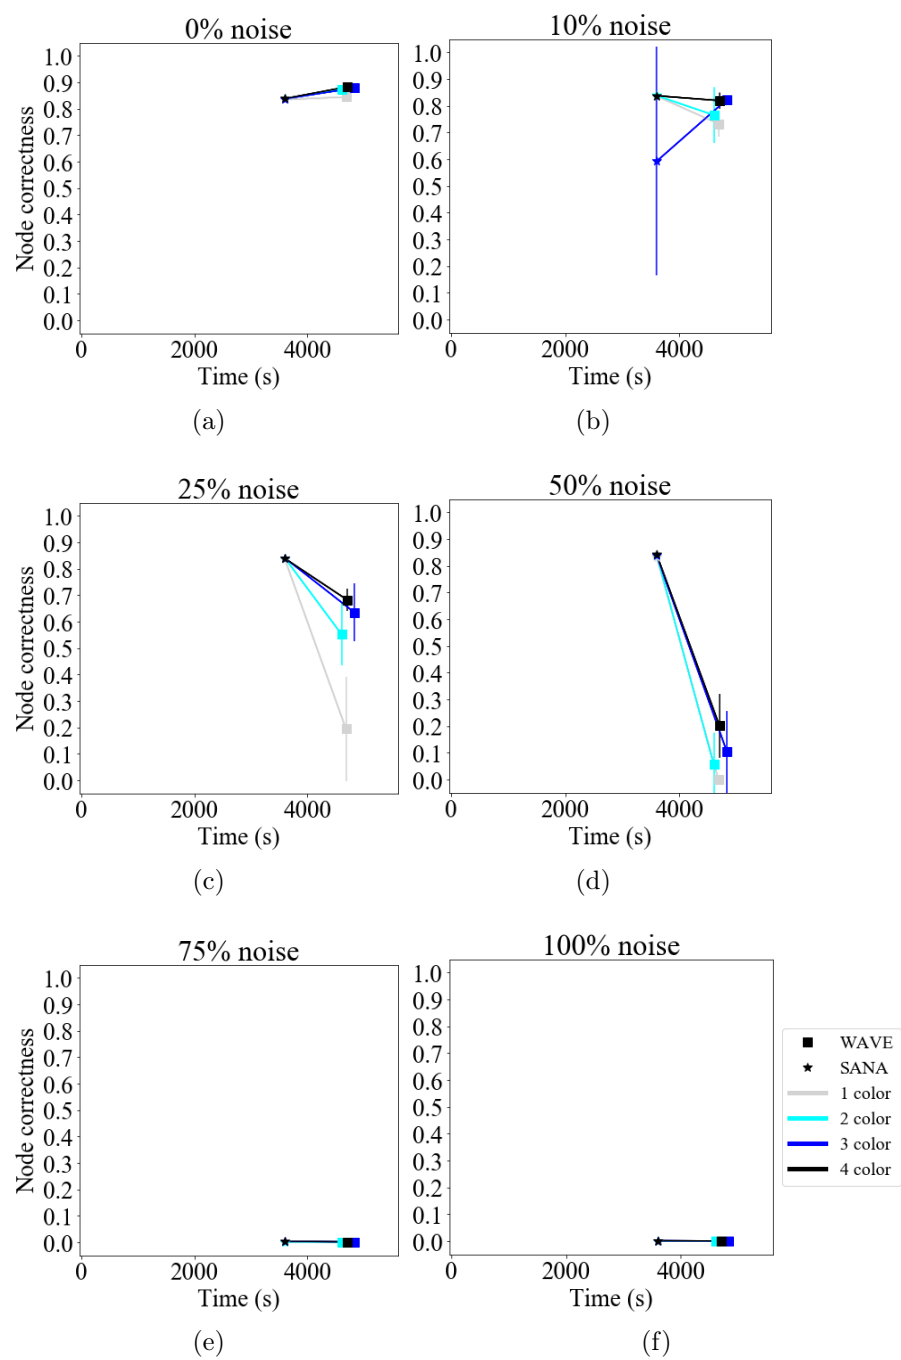 0% noise
10% noise
Node correctness
1.0
0.9
0.8
0.7
0.6
0.5
0.4
0.3
0.2
0.1
0.0
0 2000 4000
Time (s)
(a)
1.0
0.9
0.8
0.7
0.6
0.5
0.4
0.3
0.2
0.1
0.0
0 2000 4000
Time (s)
(b)
25% noise
50% noise
Node correctness
1.0
0.9
0.8
0.7
0.6
0.5
0.4
0.3
0.2
0.1
0.0
0 2000 4000
Time (s)
(c)
1.0
0.9
0.8
0.7
0.6
0.5
0.4
0.3
0.2
0.1
0.0
0 2000 4000
Time (s)
(d)
75% noise
100% noise
Node correctness
1.0
0.9
0.8
0.7
0.6
0.5
0.4
0.3
0.2
0.1
0.0
0 2000 4000
Time (s)
(e)
1.0
0.9
0.8
0.7
0.6
0.5
0.4
0.3
0.2
0.1
0.0
0 2000 4000
Time (s)
(f)
WAVE
SANA
1 color
2 color
3 color
4 color